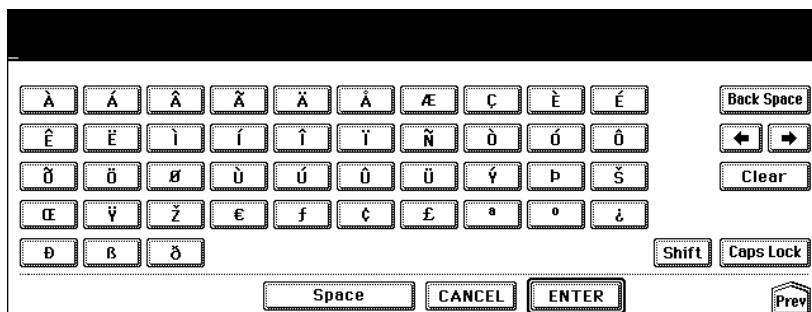 _
À Á Â Ã Ä Å Æ Ç È É Back Space
Ê Ë Ì Í Î Ï Ñ Ò Ó Ô ← →
Õ Ö Ø Ù Ú Û Ü Ý Þ Š Clear
Œ Ÿ Ž € ƒ ¢ £ ª º ¿
Ð ß ð Shift Caps Lock
Space CANCEL ENTER Prev